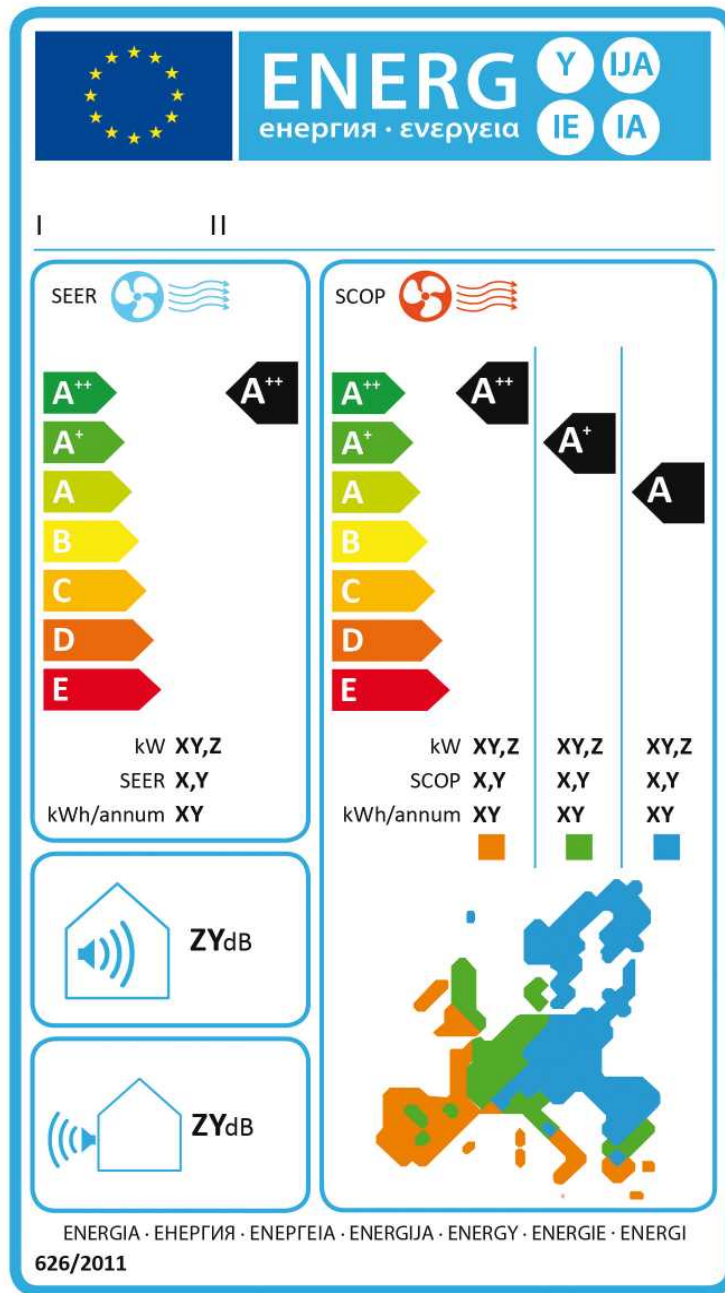 ENERG Y IJA
енергия · ενεργεια IE IA
I II
SEER
A++ A++
A+
A
B
C
D
E
kW XY,Z
SEER X,Y
kWh/annum XY
SCOP
A++ A++
A+ A+
A A
B
C
D
E
kW XY,Z XY,Z XY,Z
SCOP X,Y X,Y X,Y
kWh/annum XY XY XY
ZYdB
ZYdB
ENERGIA · ЕНЕРГИЯ · ΕΝΕΡΓΕΙΑ · ENERGIJA · ENERGY · ENERGIE · ENERGI
626/2011